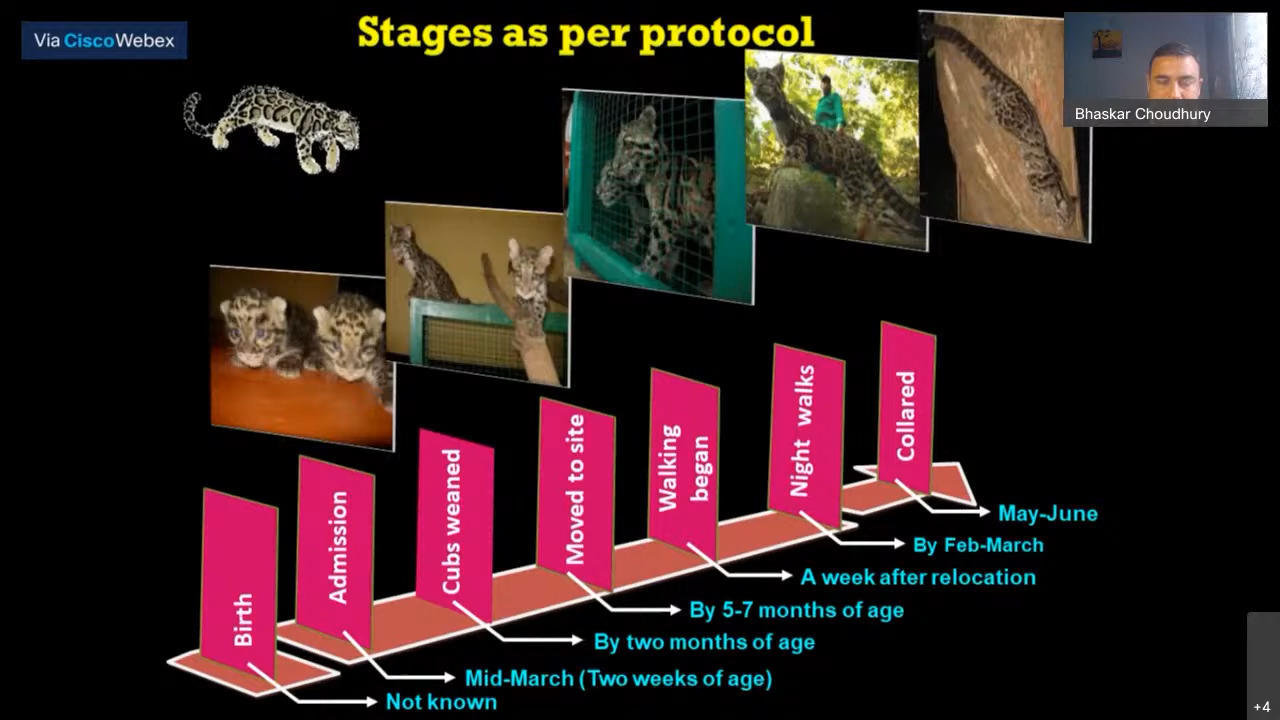 Via CiscoWebex
Stages as per protocol
Bhaskar Choudhury
Birth
Admission
Cubs weaned
Moved to site
Walking
began
Night walks
Collared
May-June
By Feb-March
A week after relocation
By 5-7 months of age
By two months of age
Mid-March (Two weeks of age)
Not known
+4